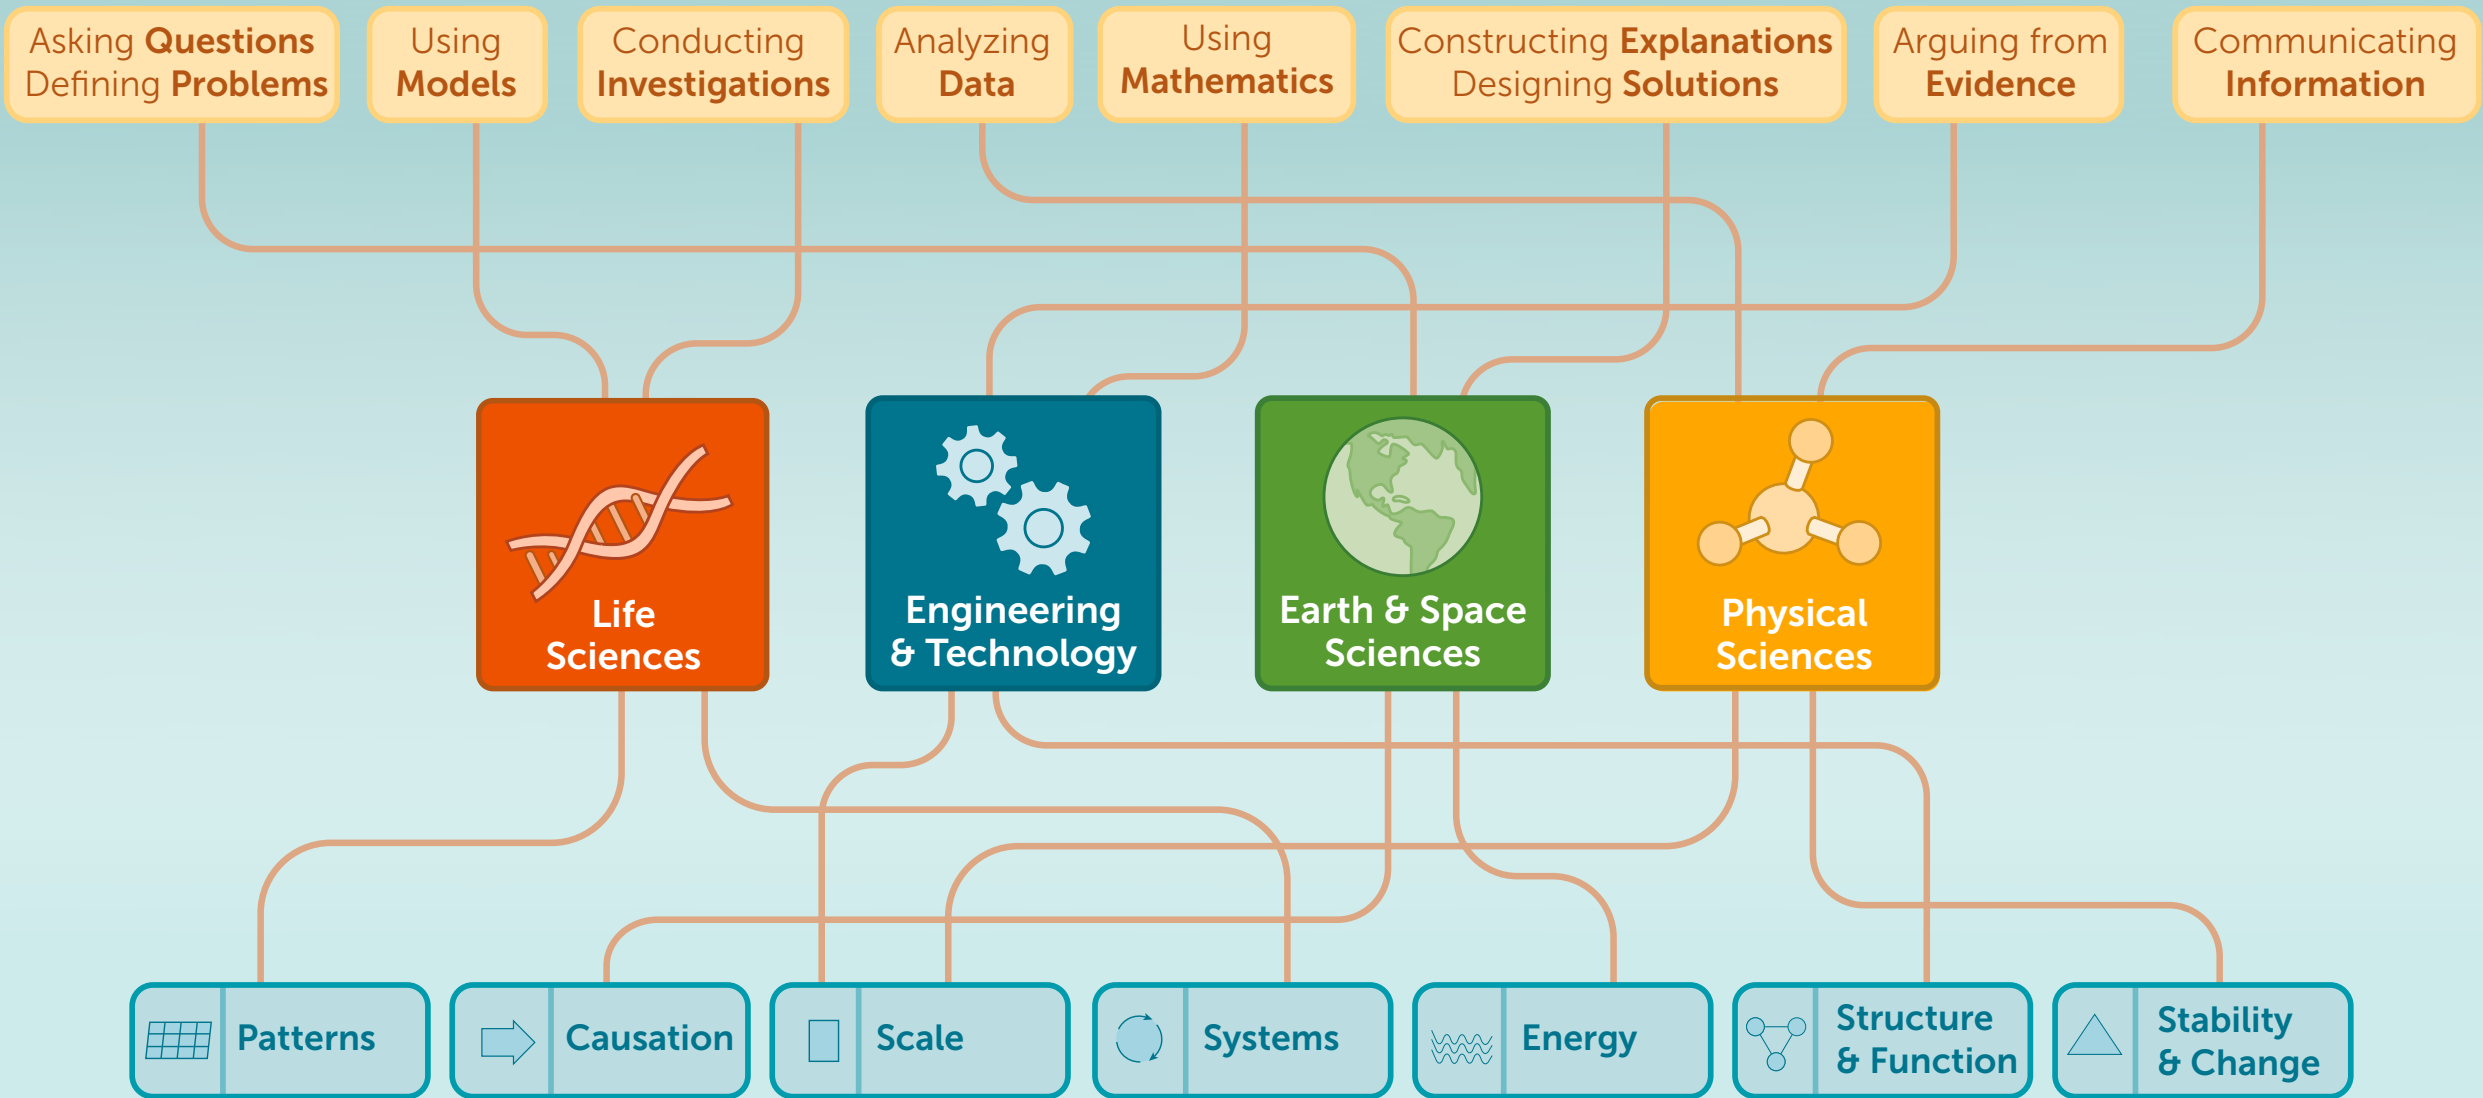 Asking Questions
Defining Problems
Using
Models
Conducting
Investigations
Analyzing
Data
Using
Mathematics
Constructing Explanations
Designing Solutions
Arguing from
Evidence
Communicating
Information
Life
Sciences
Engineering
& Technology
Earth & Space
Sciences
Physical
Sciences
Patterns
Causation
Scale
Systems
Energy
Structure
& Function
Stability
& Change